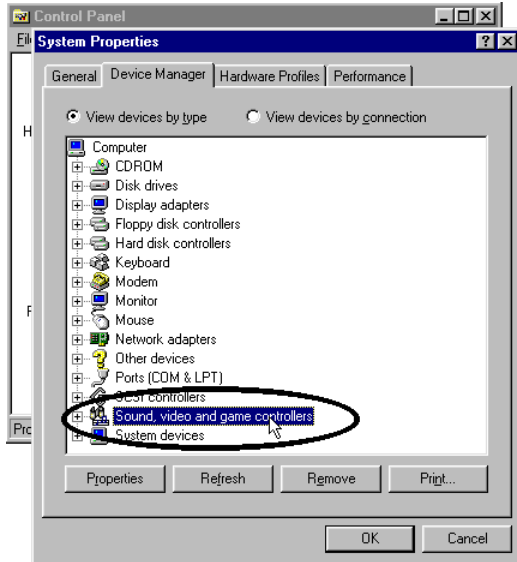 Control Panel
System Properties
General Device Manager Hardware Profiles Performance
View devices by type View devices by connection
Computer
CDROM
Disk drives
Display adapters
Floppy disk controllers
Hard disk controllers
Keyboard
Modem
Monitor
Mouse
Network adapters
Other devices
Ports (COM & LPT)
SCSI controllers
Sound, video and game controllers
System devices
Properties Refresh Remove Print...
OK Cancel